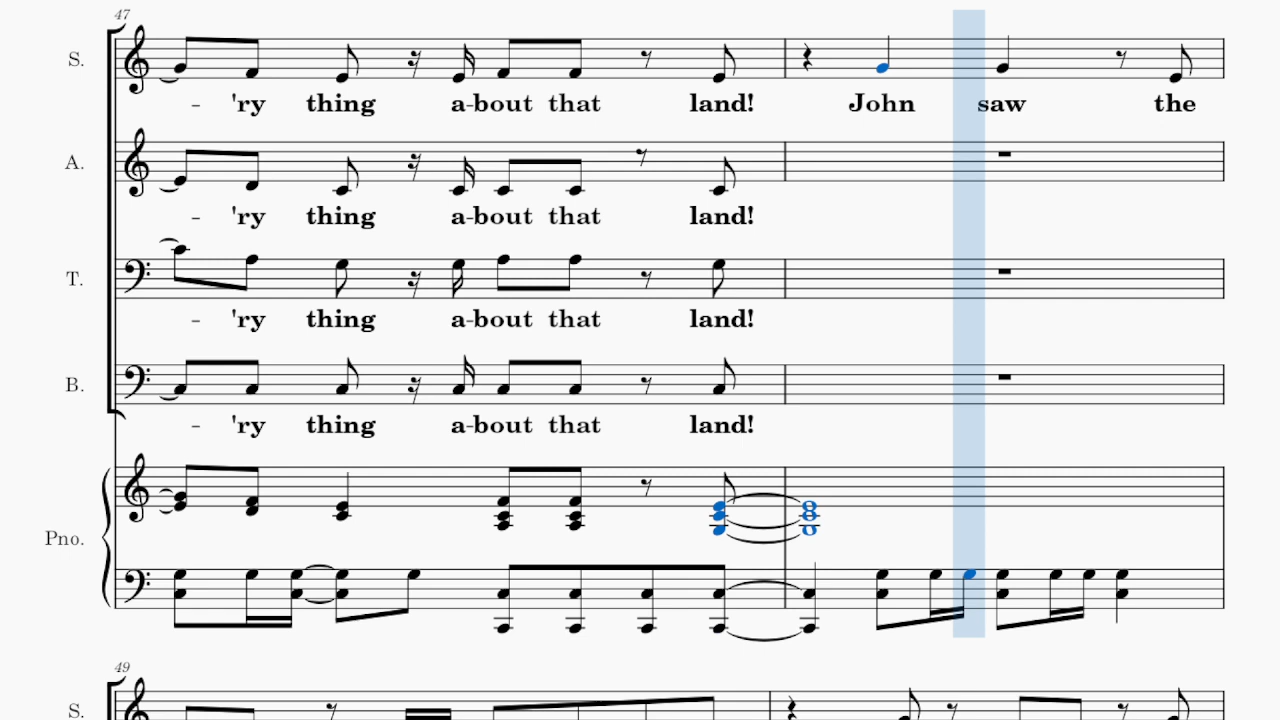 47
S.
- 'ry thing a-bout that land! John saw the
A.
- 'ry thing a-bout that land!
T.
- 'ry thing a-bout that land!
B.
- 'ry thing a-bout that land!
Pno.
49
S.